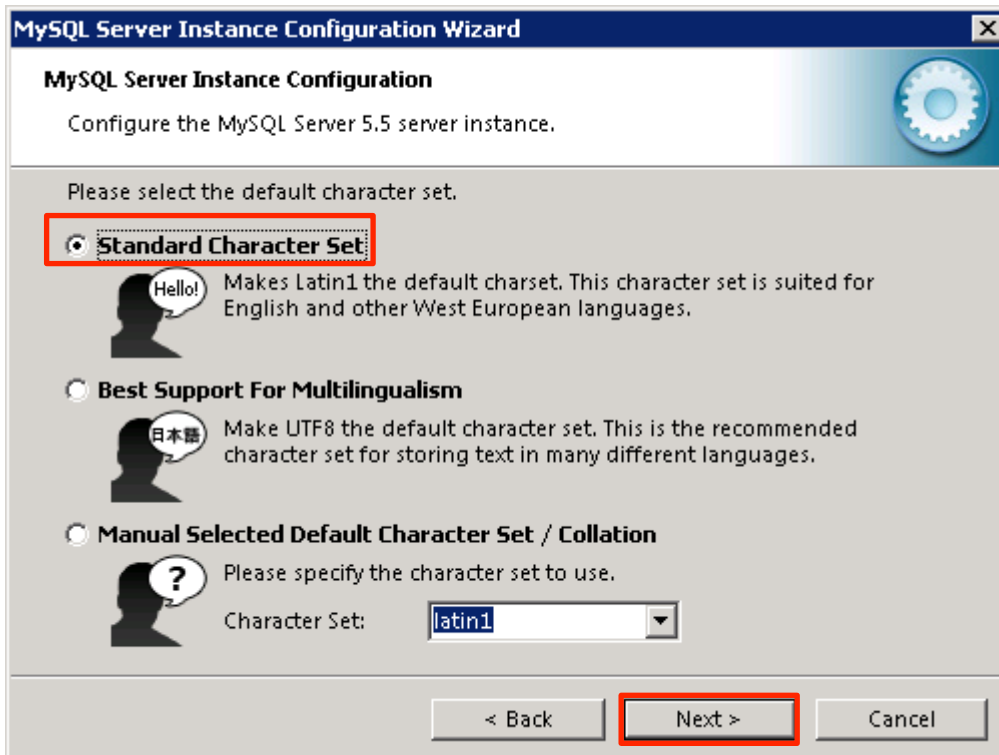 MySQL Server Instance Configuration Wizard
MySQL Server Instance Configuration
Configure the MySQL Server 5.5 server instance.
Please select the default character set.
Standard Character Set
Hello!
Makes Latin1 the default charset. This character set is suited for
English and other West European languages.
Best Support For Multilingualism
日本語
Make UTF8 the default character set. This is the recommended
character set for storing text in many different languages.
Manual Selected Default Character Set / Collation
?
Please specify the character set to use.
Character Set: latin1
< Back Next > Cancel